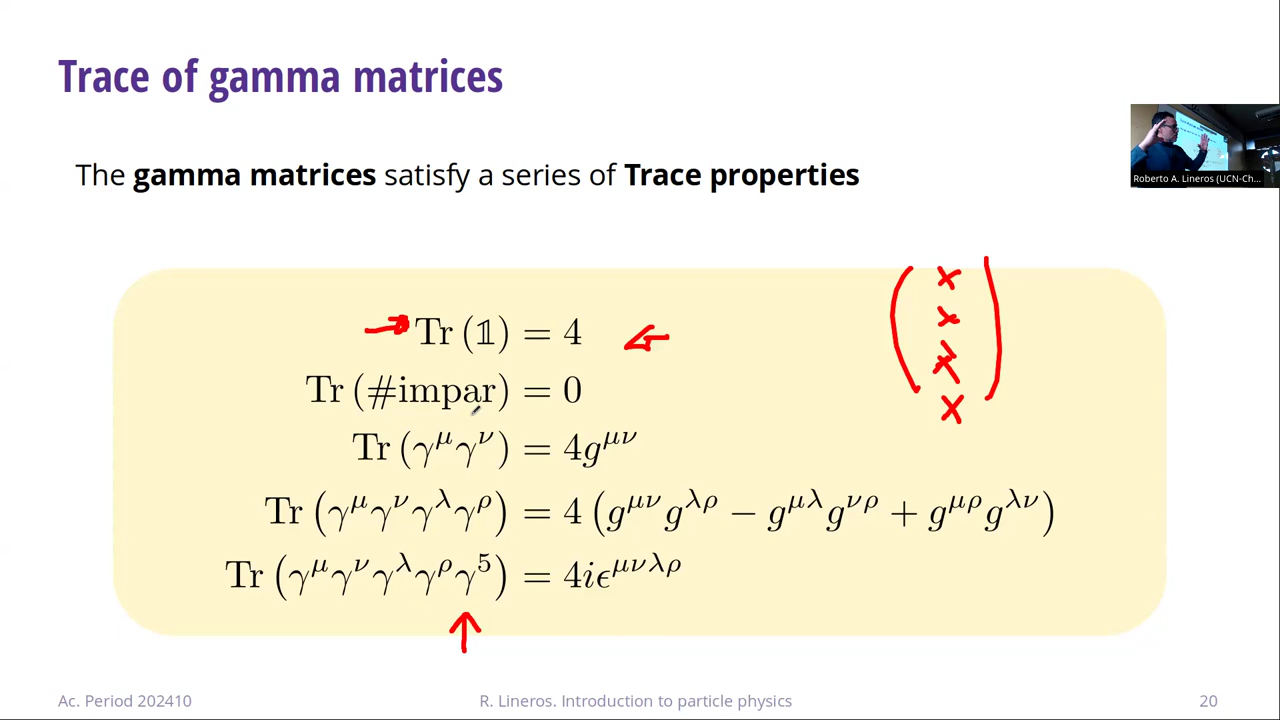 Trace of gamma matrices
The gamma matrices satisfy a series of Trace properties
Roberto A. Lineros (UCN-Ch...
Tr (𝟙) = 4
Tr (#impar) = 0
Tr (γ^μ γ^ν) = 4g^{μν}
Tr (γ^μ γ^ν γ^λ γ^ρ) = 4 (g^{μν} g^{λρ} − g^{μλ} g^{νρ} + g^{μρ} g^{λν})
Tr (γ^μ γ^ν γ^λ γ^ρ γ^5) = 4iϵ^{μνλρ}
( x
x
x
x )
Ac. Period 202410
R. Lineros. Introduction to particle physics
20